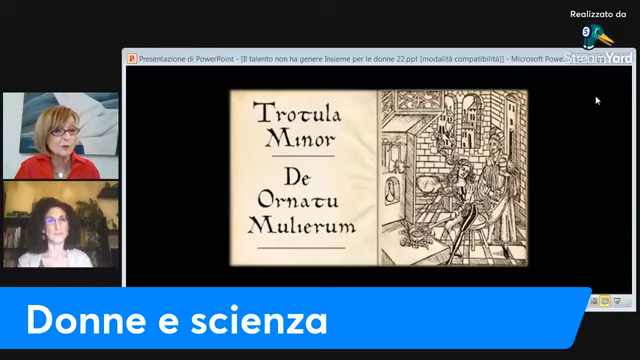 Realizzato da
S
StreamYard
Presentazione di PowerPoint - [Il talento non ha genere Insieme per le donne 22.ppt [modalità compatibilità] - Microsoft Power
Trotula
Minor
De
Ornatu
Mulierum
Donne e scienza